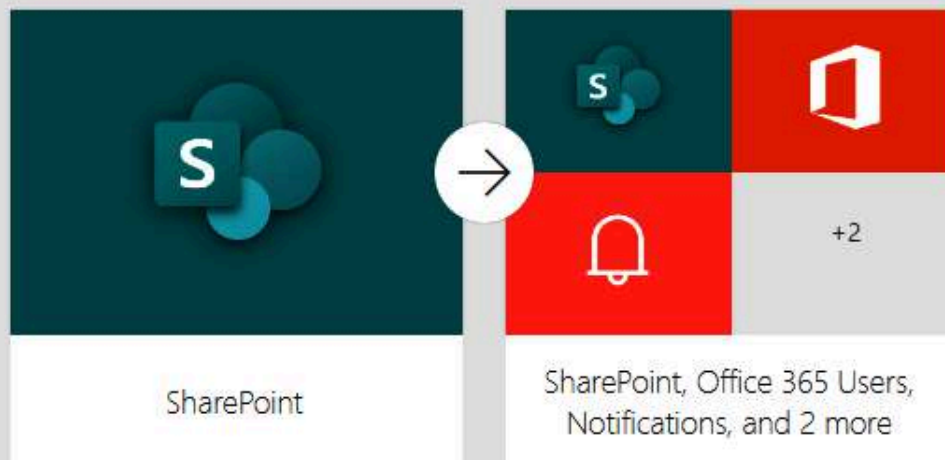 S
S
+2
SharePoint
SharePoint, Office 365 Users,
Notifications, and 2 more